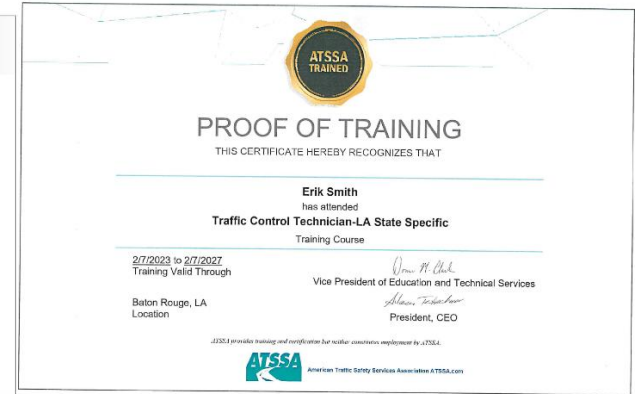 ATSSA
TRAINED
PROOF OF TRAINING
THIS CERTIFICATE HEREBY RECOGNIZES THAT
Erik Smith
has attended
Traffic Control Technician-LA State Specific
Training Course
2/7/2023 to 2/7/2027
Training Valid Through
Vice President of Education and Technical Services
Baton Rouge, LA
Location
President, CEO
ATSSA provides training and certification but neither constitutes employment by ATSSA.
ATSSA
American Traffic Safety Services Association ATSSA.com